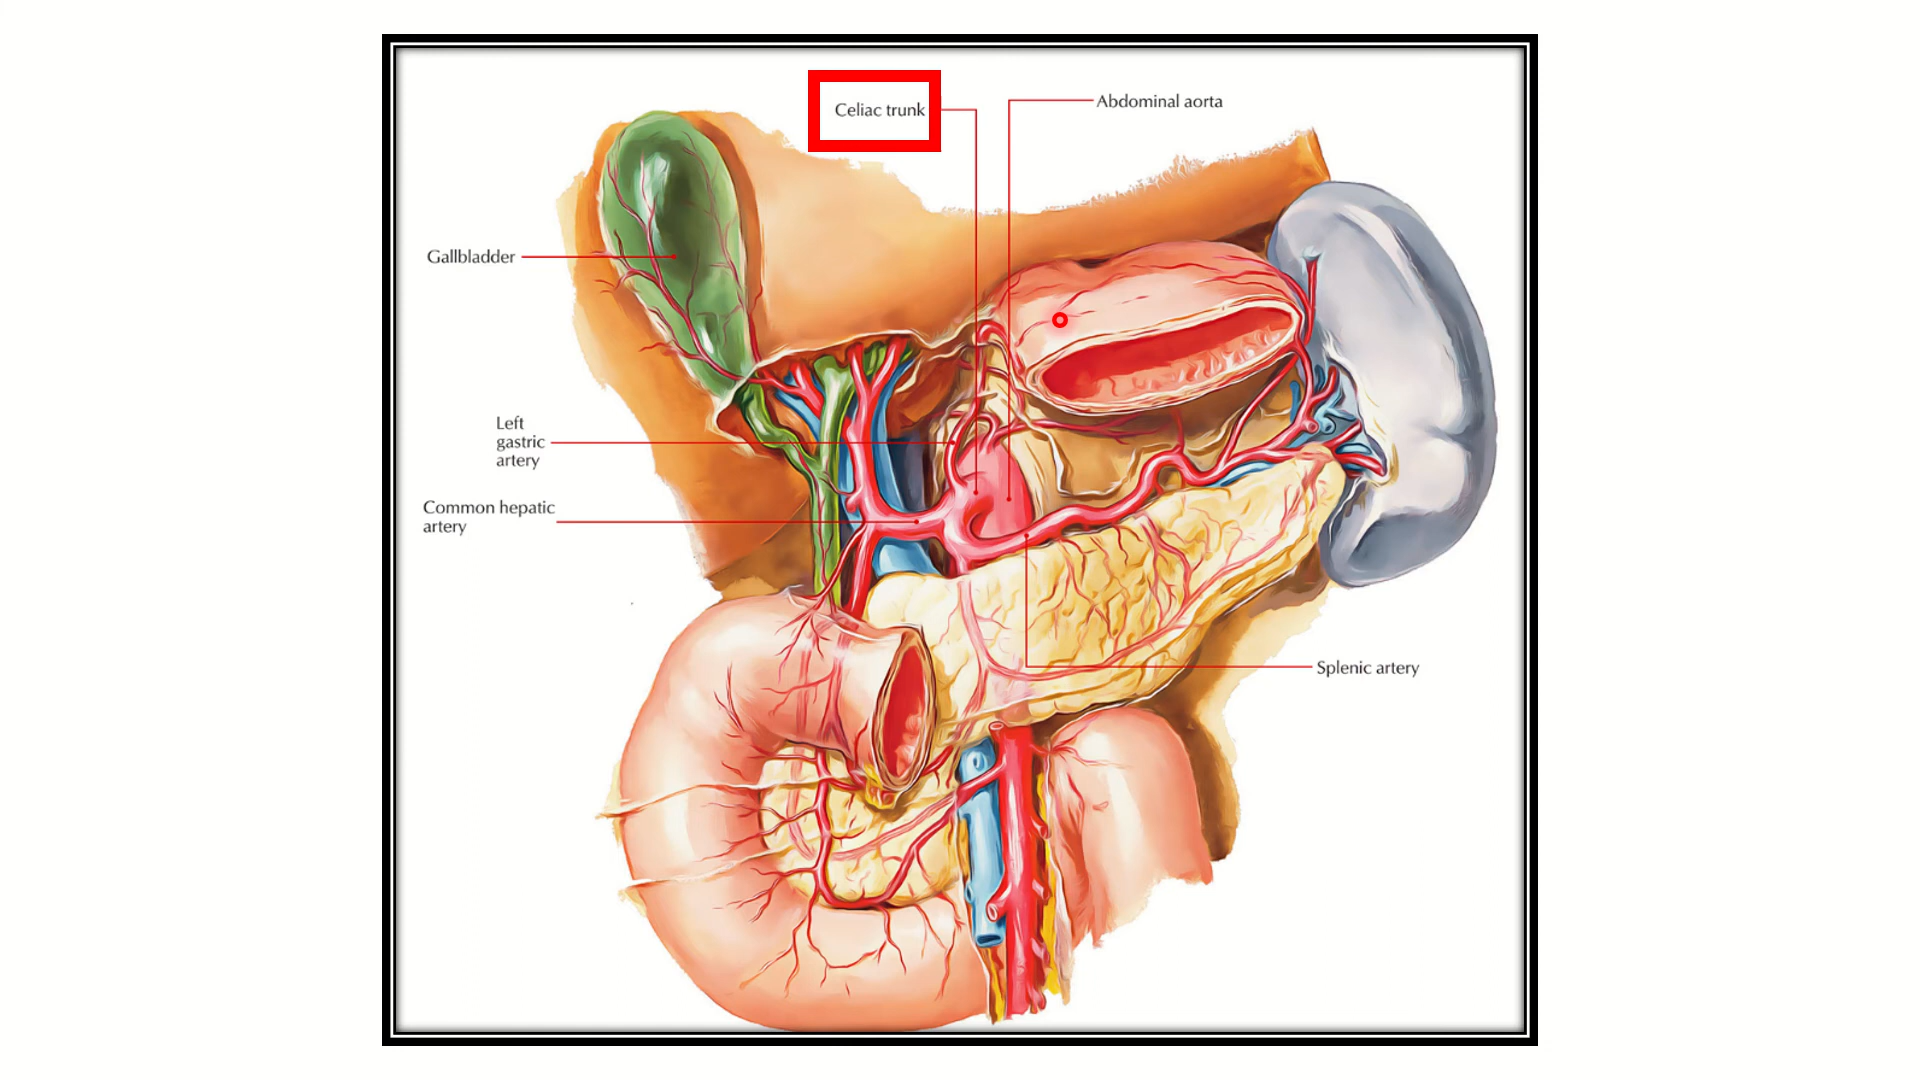 Celiac trunk
Abdominal aorta
Gallbladder
Left
gastric
artery
Common hepatic
artery
Splenic artery